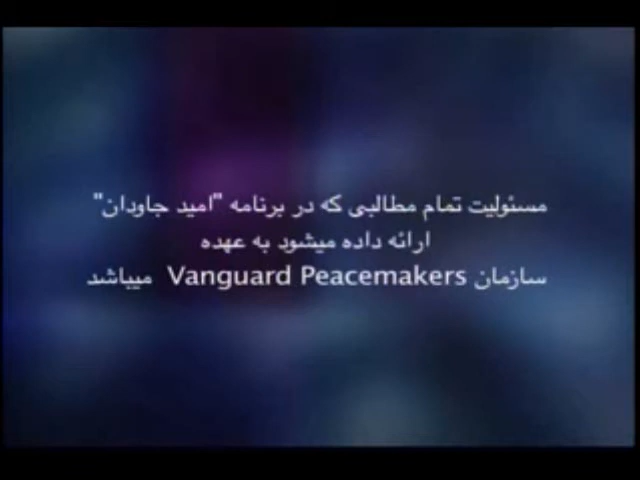 مسئولیت تمام مطالبی که در برنامه "امید جاودان"
ارائه داده میشود به عهده
سازمان Vanguard Peacemakers میباشد